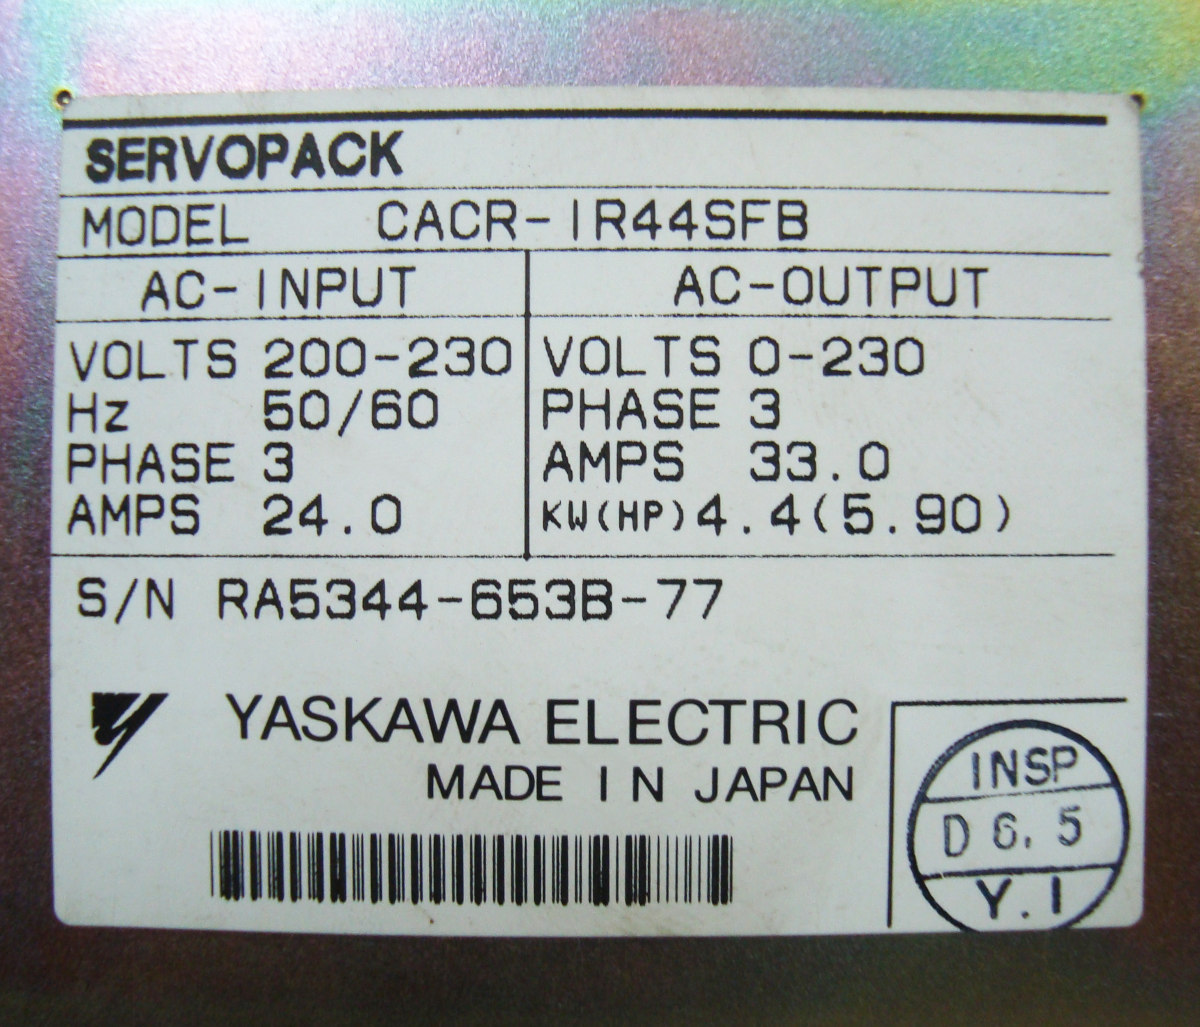 SERVOPACK
MODEL CACR-IR44SFB
AC-INPUT AC-OUTPUT
VOLTS 200-230 VOLTS 0-230
Hz 50/60 PHASE 3
PHASE 3 AMPS 33.0
AMPS 24.0 KW(HP)4.4(5.90)
S/N RA5344-653B-77
YASKAWA ELECTRIC
MADE IN JAPAN
INSP
D 6.5
Y.I